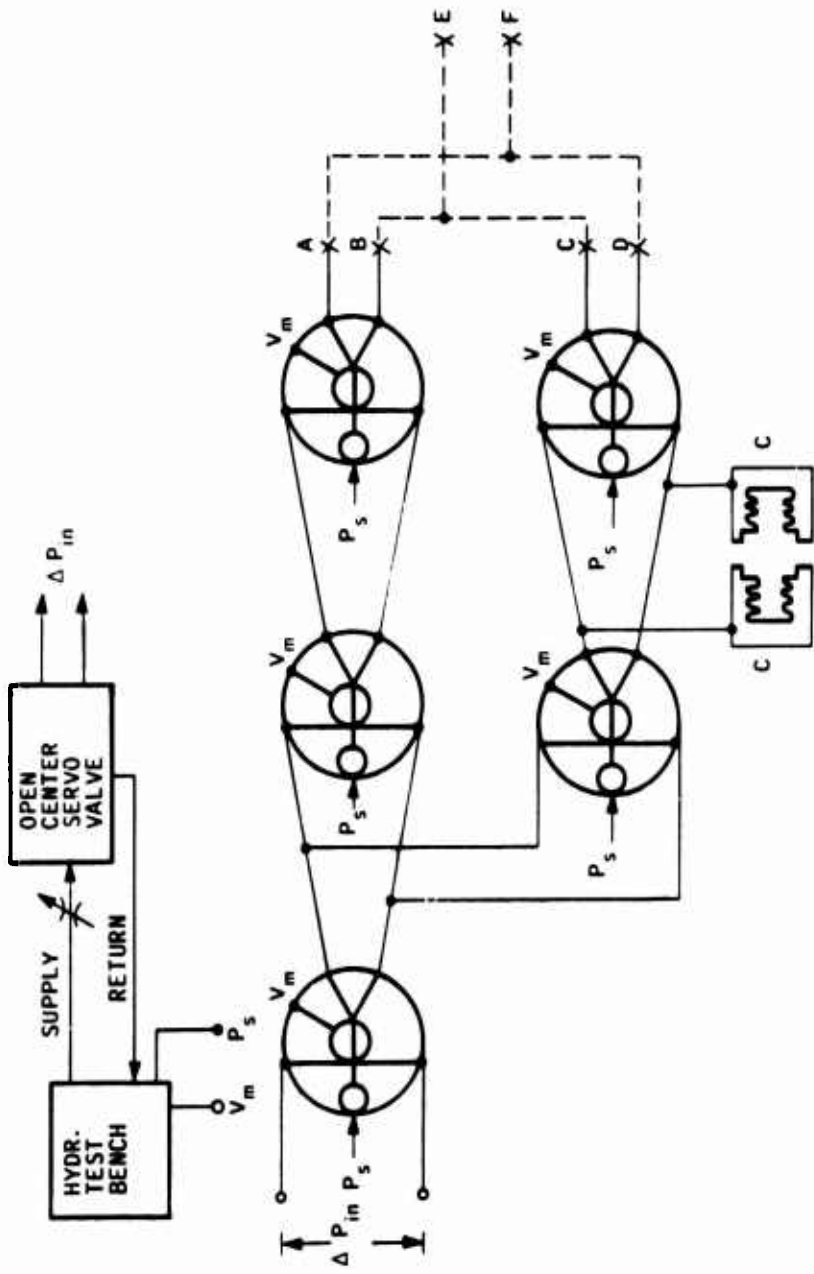 HYDR.
TEST
BENCH
SUPPLY
RETURN
OPEN
CENTER
SERVO
VALVE
Δ P_in
V_m
P_s
Δ P_in
P_s
V_m
P_s
V_m
P_s
V_m
A
B
E
F
P_s
V_m
P_s
V_m
C
D
C
C